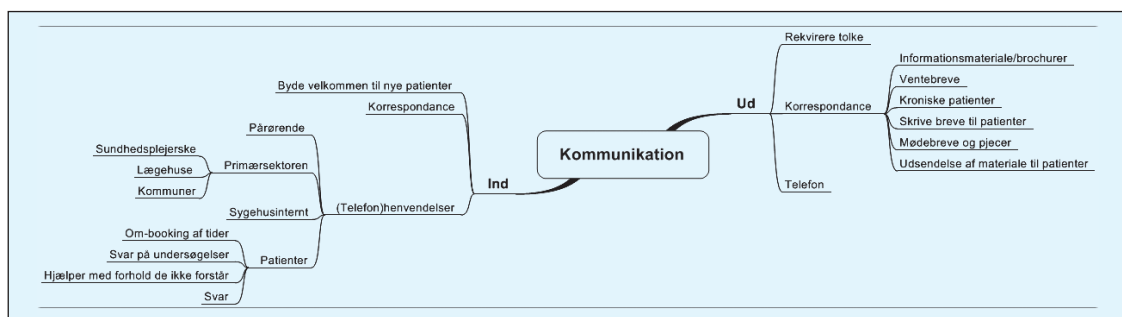 Kommunikation
Ind
Byde velkommen til nye patienter
Korrespondance
(Telefon)henvendelser
Pårørende
Primærsektoren
Sundhedsplejerske
Lægehuse
Kommuner
Sygehusinternt
Patienter
Om-booking af tider
Svar på undersøgelser
Hjælper med forhold de ikke forstår
Svar
Ud
Rekvirere tolke
Korrespondance
Informationsmateriale/brochurer
Ventebreve
Kroniske patienter
Skrive breve til patienter
Mødebreve og pjecer
Udsendelse af materiale til patienter
Telefon